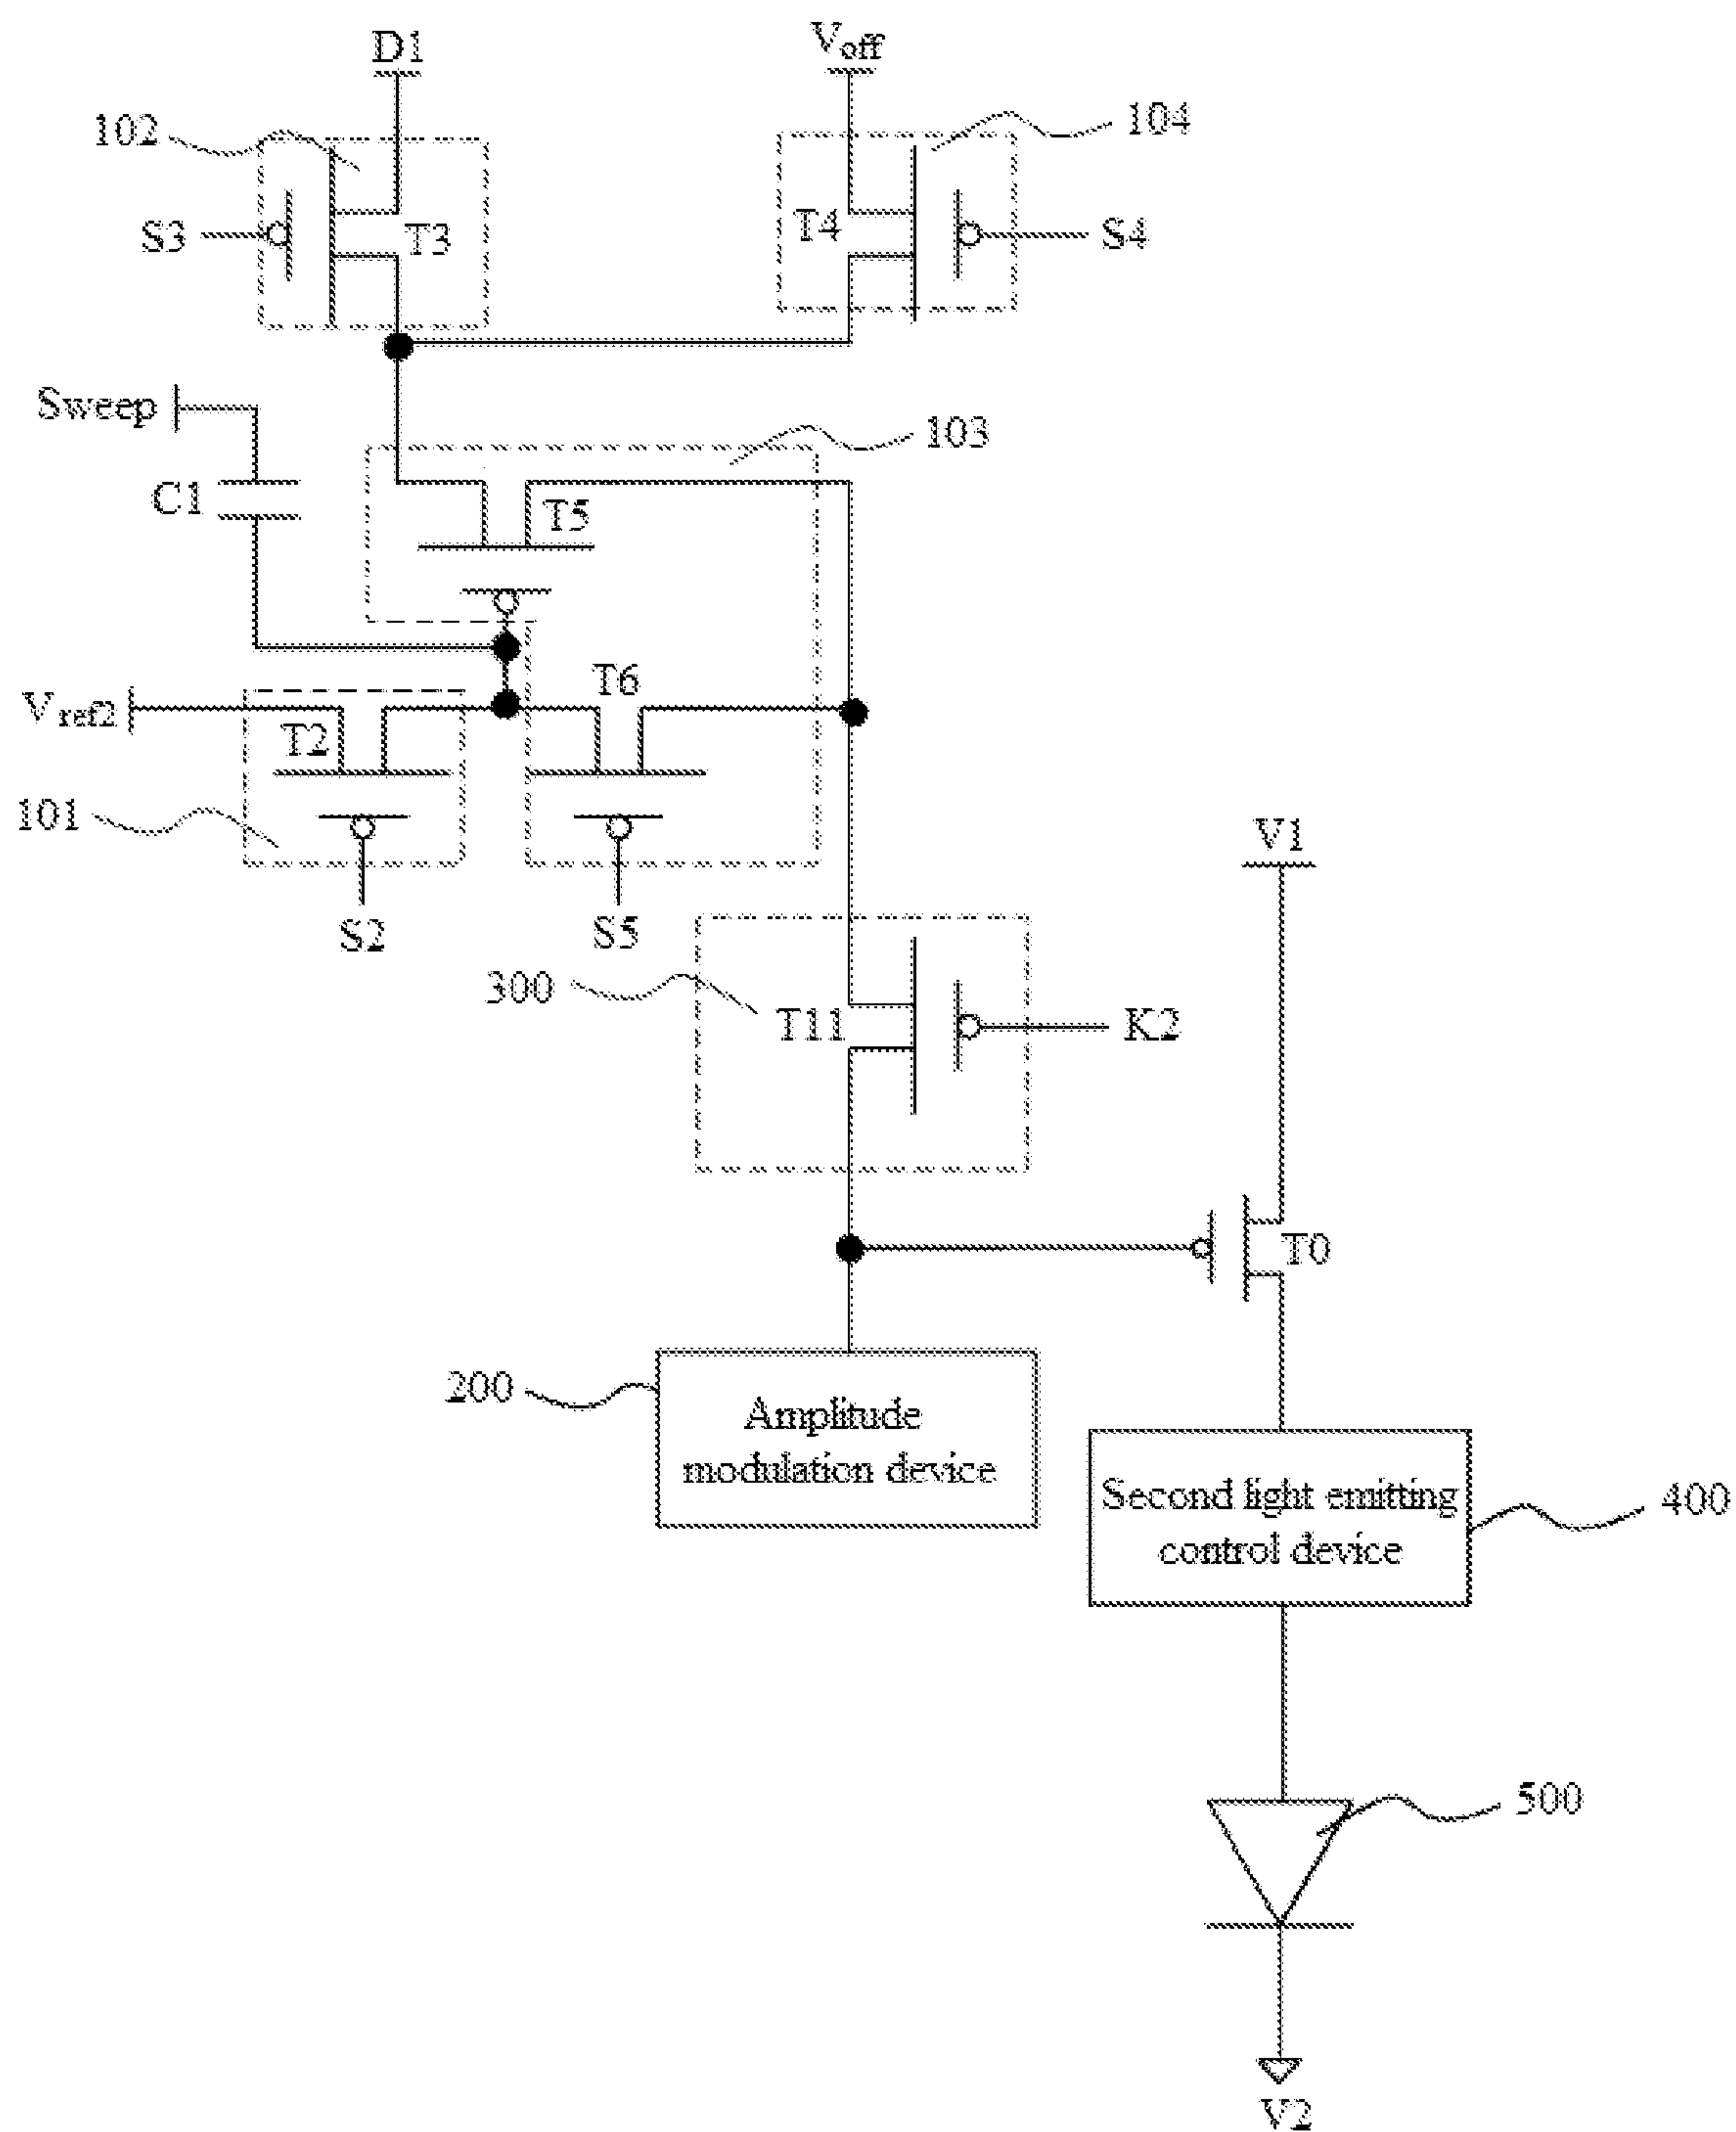 D1
Voff
102
104
S3
T3
T4
S4
Sweep
103
C1
T5
T6
Vref2
T2
101
V1
S2
S5
300
T11
K2
T0
200
Amplitude
modulation device
Second light emitting
control device
400
500
V2